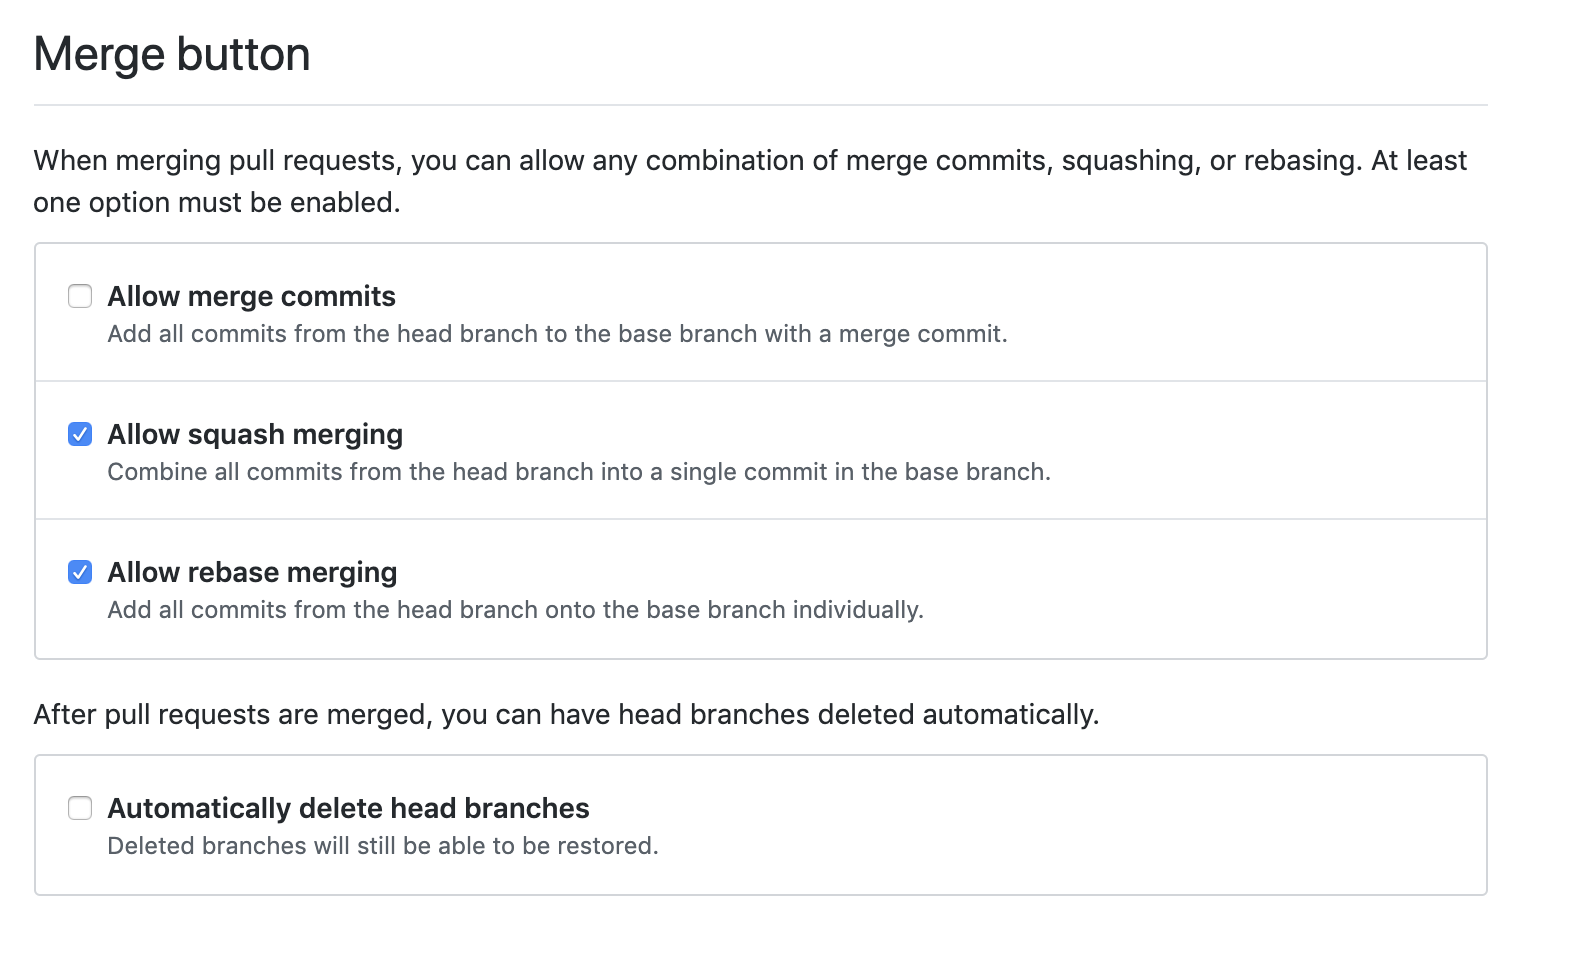 Merge button
When merging pull requests, you can allow any combination of merge commits, squashing, or rebasing. At least
one option must be enabled.
Allow merge commits
Add all commits from the head branch to the base branch with a merge commit.
Allow squash merging
Combine all commits from the head branch into a single commit in the base branch.
Allow rebase merging
Add all commits from the head branch onto the base branch individually.
After pull requests are merged, you can have head branches deleted automatically.
Automatically delete head branches
Deleted branches will still be able to be restored.